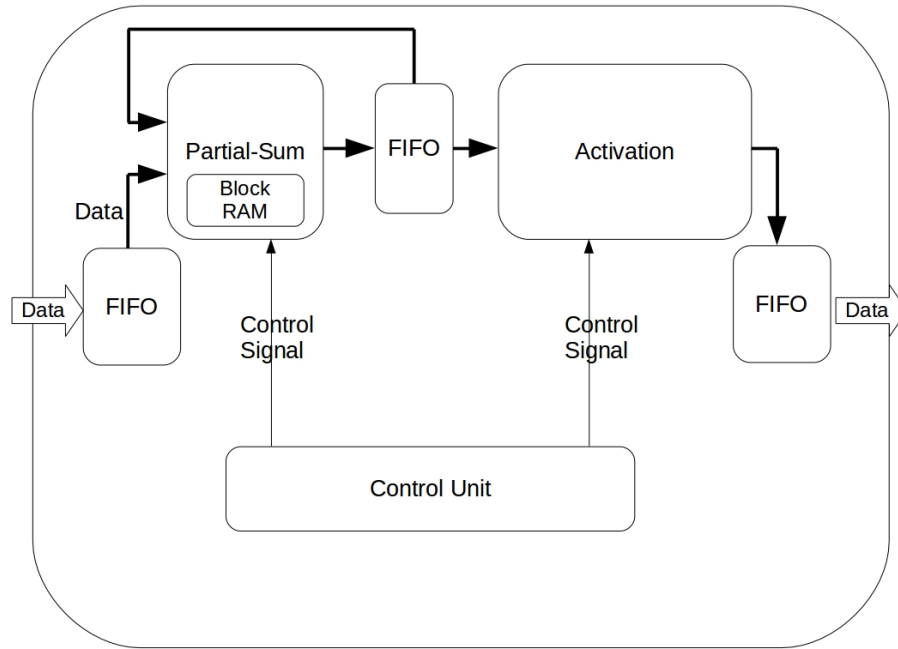 Partial-Sum
Block
RAM
FIFO
Activation
Data
FIFO
Data
Control
Signal
Control
Signal
FIFO
Data
Control Unit